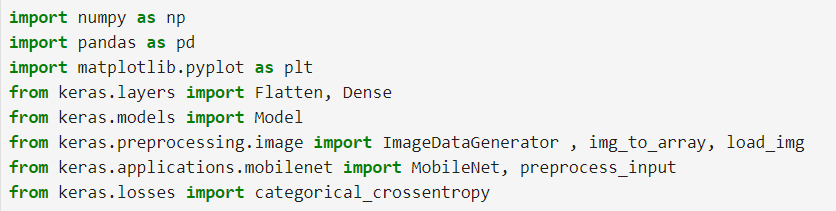 import numpy as np
import pandas as pd
import matplotlib.pyplot as plt
from keras.layers import Flatten, Dense
from keras.models import Model
from keras.preprocessing.image import ImageDataGenerator , img_to_array, load_img
from keras.applications.mobilenet import MobileNet, preprocess_input
from keras.losses import categorical_crossentropy